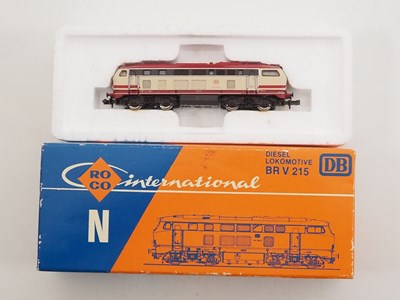 ROCO
international
N
DIESEL
LOKOMOTIVE
BR V 215
DB